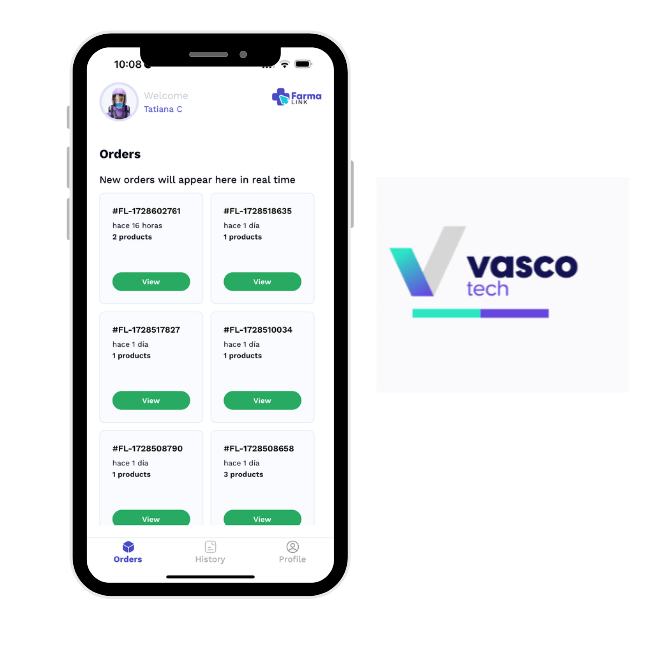 10:08
Welcome
Tatiana C
Farma
LINK
Orders
New orders will appear here in real time
#FL-1728602761
hace 16 horas
2 products
View
#FL-1728518635
hace 1 día
1 products
View
#FL-1728517827
hace 1 día
1 products
View
#FL-1728510034
hace 1 día
1 products
View
#FL-1728508790
hace 1 día
1 products
View
#FL-1728508658
hace 1 día
3 products
View
Orders
History
Profile
vasco
tech